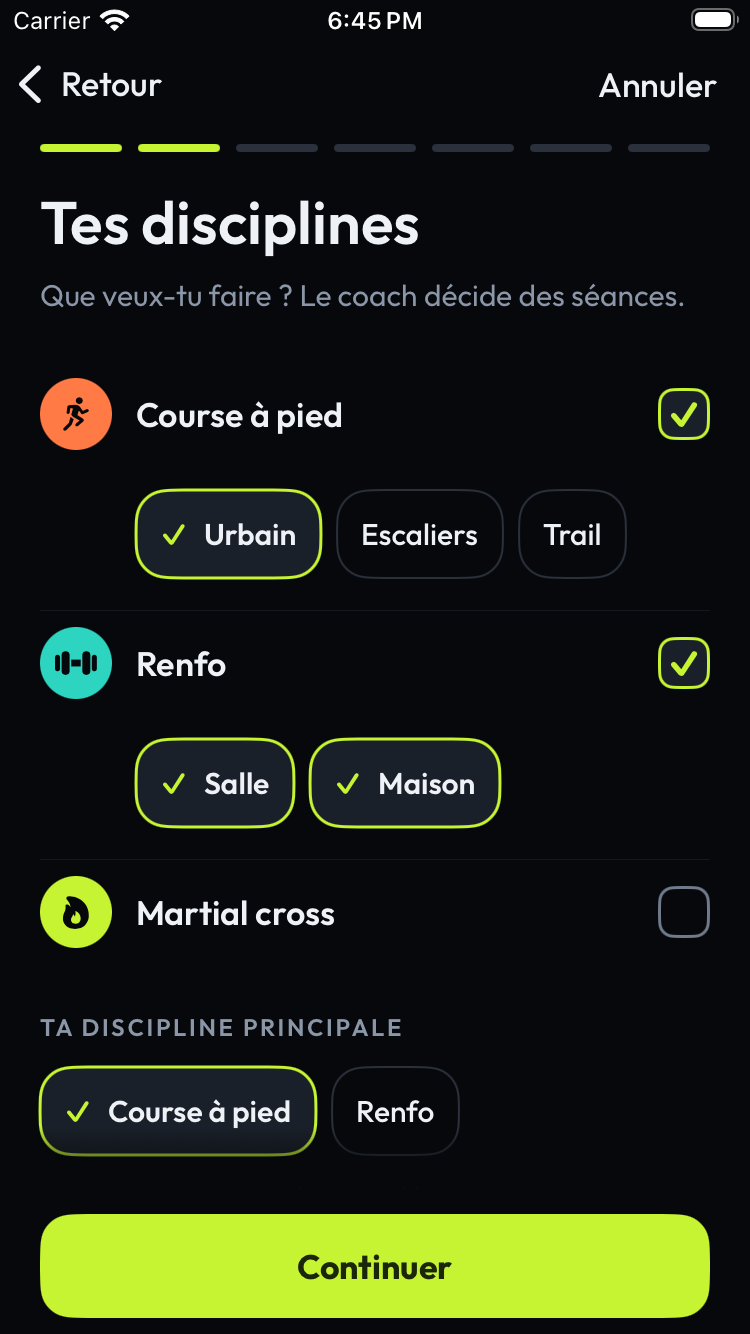 Carrier 6:45 PM
Retour Annuler
Tes disciplines
Que veux-tu faire ? Le coach décide des séances.
Course à pied
Urbain Escaliers Trail
Renfo
Salle Maison
Martial cross
TA DISCIPLINE PRINCIPALE
Course à pied Renfo
Continuer